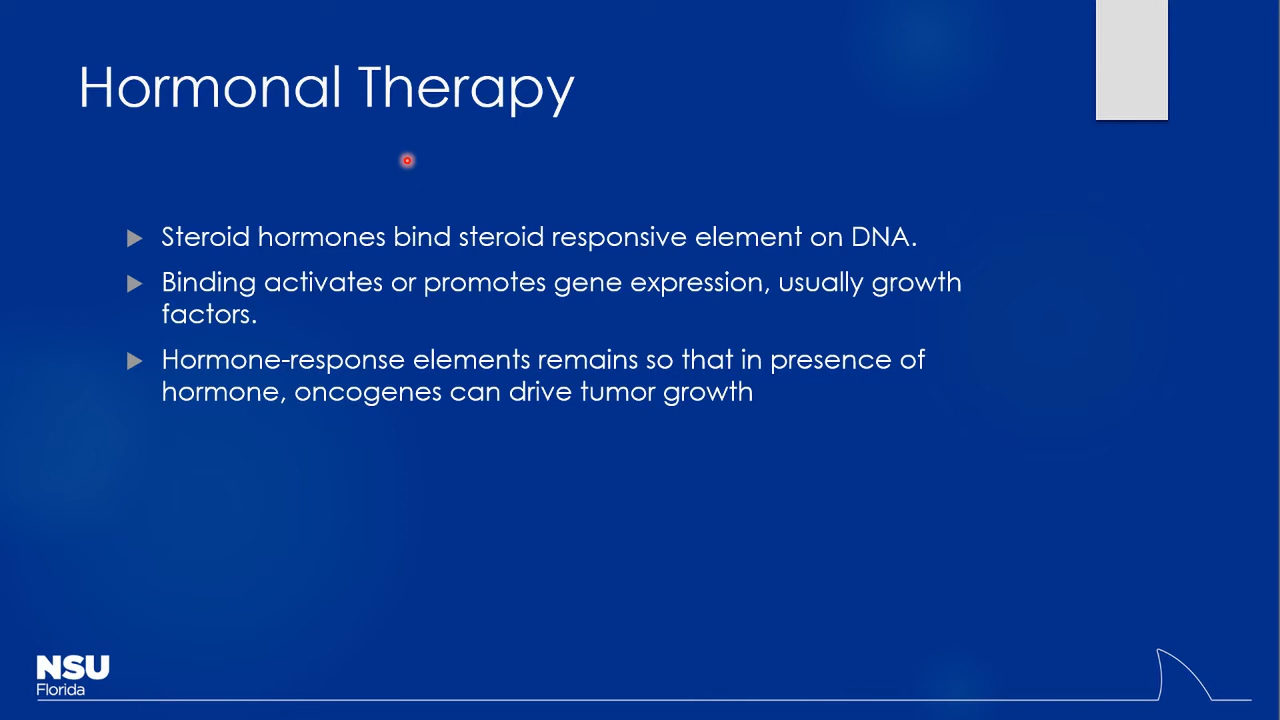 Hormonal Therapy
Steroid hormones bind steroid responsive element on DNA.
Binding activates or promotes gene expression, usually growth
factors.
Hormone-response elements remains so that in presence of
hormone, oncogenes can drive tumor growth
NSU
Florida